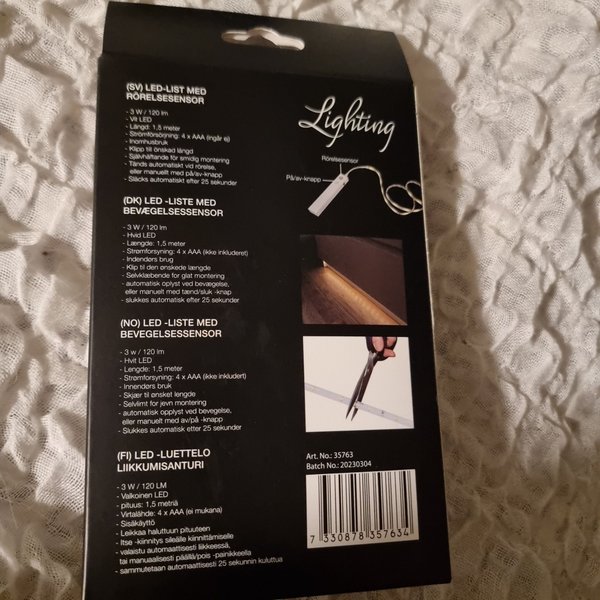 (SV) LED-LIST MED
RÖRELSESENSOR
- 3 W / 120 lm
- Vit LED
- Längd: 1,5 meter
- Strömförsörjning: 4 x AAA (ingår ej)
- Inomhusbruk
- Klipp till önskad längd
- Självhäftande för smidig montering
- Tänds automatiskt vid rörelse,
eller manuellt med på/av-knapp
- Släcks automatiskt efter 25 sekunder
(DK) LED -LISTE MED
BEVÆGELSESSENSOR
- 3 W / 120 lm
- Hvid LED
- Længde: 1,5 meter
- Stramforsyning: 4 x AAA (ikke inkluderet)
- Indendørs brug
- Klip til den ønskede længde
- Selvklæbende for glat montering
- automatisk oplyst ved bevægelse,
eller manuelt med tænd/sluk -knap
- slukkes automatisk efter 25 sekunder
(NO) LED -LISTE MED
BEVEGELSESSENSOR
- 3 w / 120 lm
- Hvit LED
- Lengde: 1,5 meter
- Strømforsyning: 4 x AAA (ikke inkludert)
- Innendørs bruk
- Skjær til ønsket lengde
- Selvlimt for jevn montering
- automatisk opplyst ved bevegelse,
eller manuelt med av/på -knapp
- Slukkes automatisk etter 25 sekunder
(FI) LED -LUETTELO
LIIKKUMISANTURI
- 3 W / 120 LM
- Valkoinen LED
- pituus: 1,5 metriä
- Virtalähde: 4 x AAA (ei mukana)
- Sisäkäyttö
- Leikkaa haluttuun pituuteen
- Itse -kiinnitys sileälle kiinnittämiselle
- valaistu automaattisesti liikkeessä,
tai manuaalisesti päällä/pois -painikkeella
- sammutetaan automaattisesti 25 sekunnin kuluttua
Lighting
Rörelsesensor
På/av-knapp
Art. No.: 35763
Batch No.: 20230304
7 330878 357634